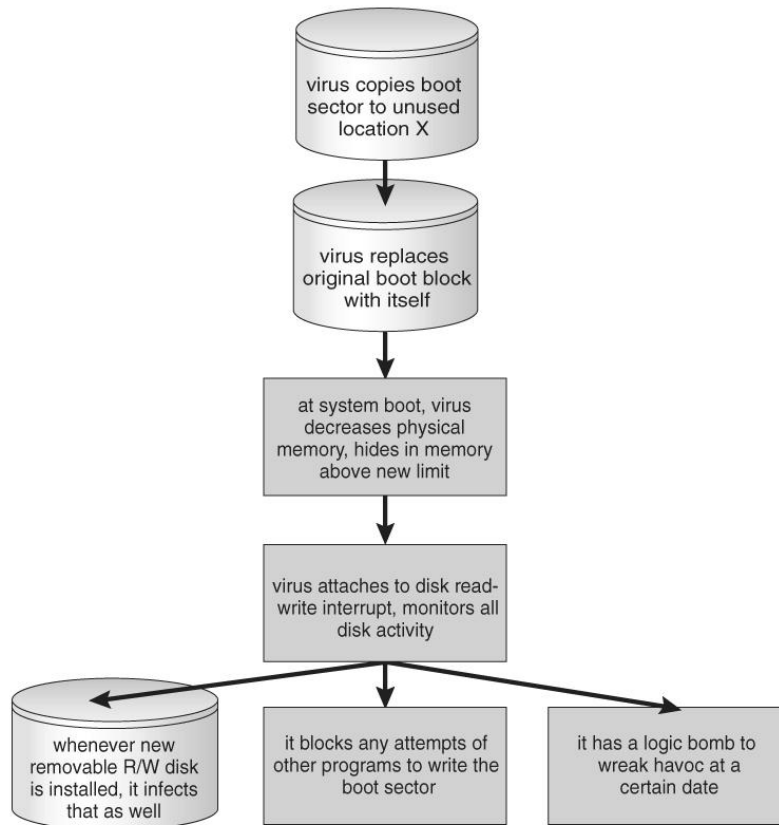 virus copies boot
sector to unused
location X
virus replaces
original boot block
with itself
at system boot, virus
decreases physical
memory, hides in memory
above new limit
virus attaches to disk read-
write interrupt, monitors all
disk activity
whenever new
removable R/W disk
is installed, it infects
that as well
it blocks any attempts of
other programs to write the
boot sector
it has a logic bomb to
wreak havoc at a
certain date